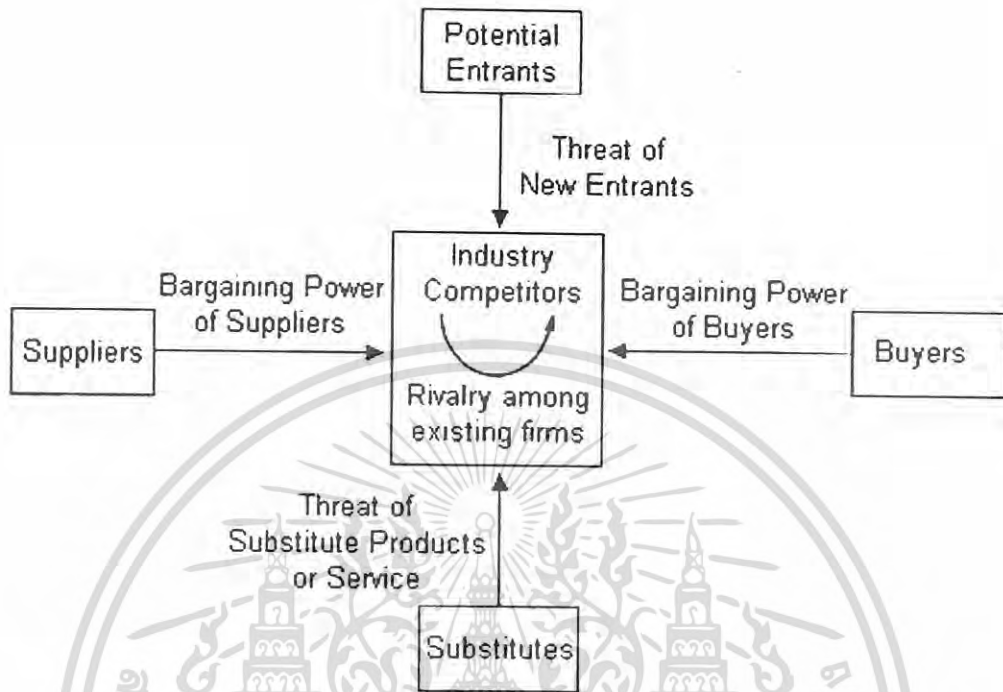 Potential
Entrants
Threat of
New Entrants
Industry
Competitors
Bargaining Power
of Suppliers
Bargaining Power
of Buyers
Suppliers
Buyers
Rivalry among
existing firms
Threat of
Substitute Products
or Service
Substitutes